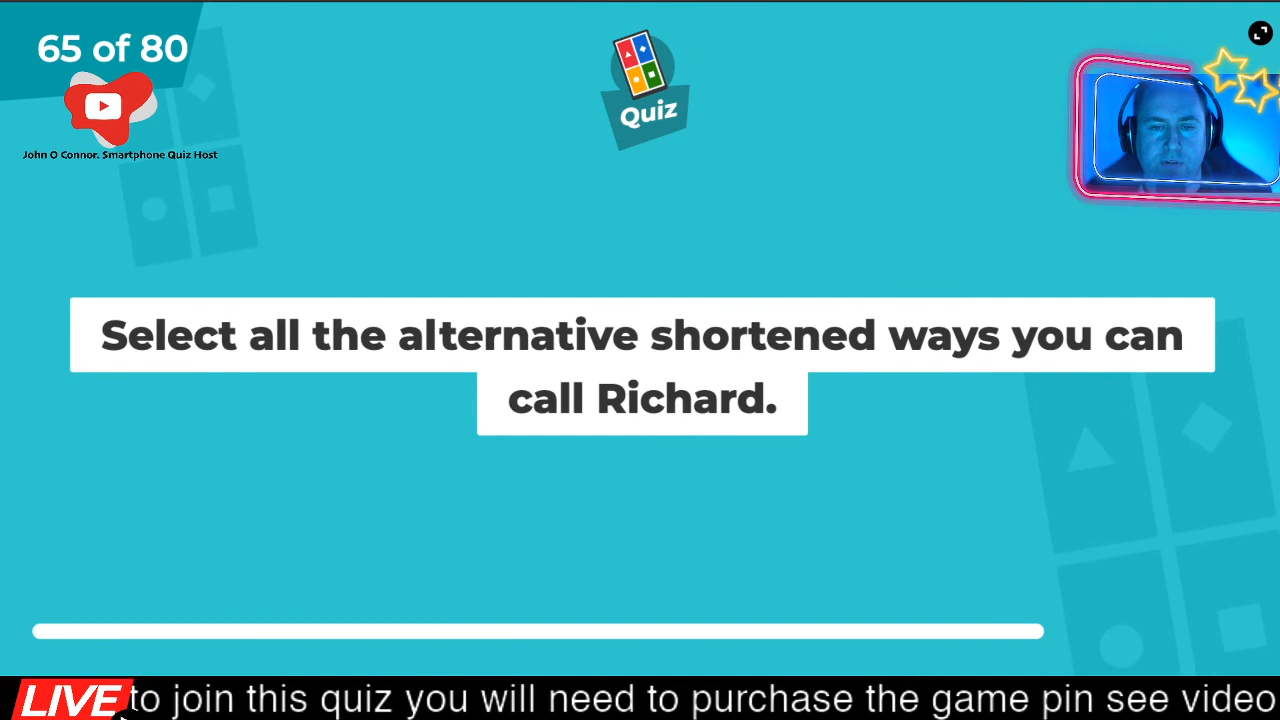 65 of 80
Quiz
John O Connor. Smartphone Quiz Host
Select all the alternative shortened ways you can
call Richard.
LIVE
to join this quiz you will need to purchase the game pin see video